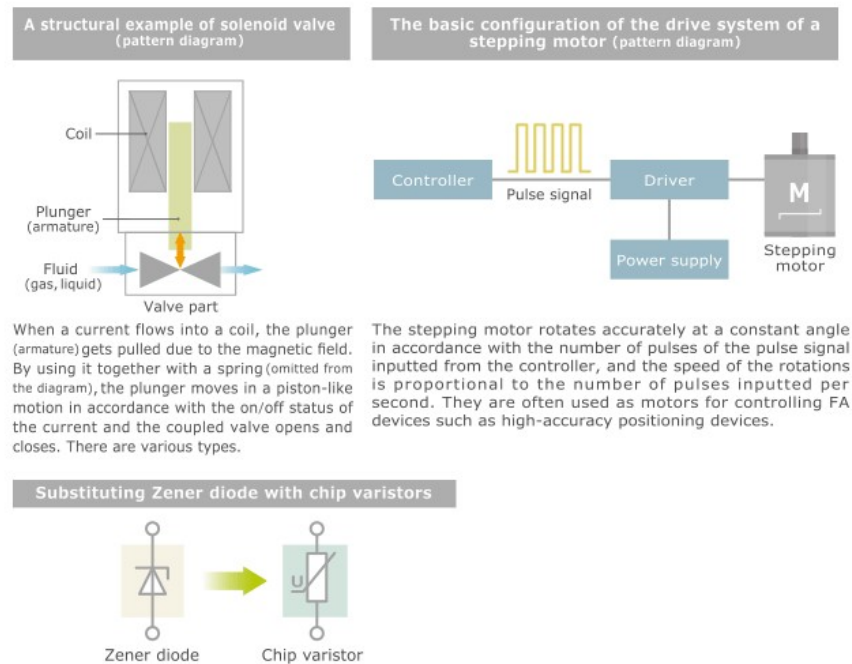 A structural example of solenoid valve
(pattern diagram)
Coil
Plunger
(armature)
Fluid
(gas, liquid)
Valve part
When a current flows into a coil, the plunger
(armature) gets pulled due to the magnetic field.
By using it together with a spring (omitted from
the diagram), the plunger moves in a piston-like
motion in accordance with the on/off status of
the current and the coupled valve opens and
closes. There are various types.
The basic configuration of the drive system of a
stepping motor (pattern diagram)
Controller
Pulse signal
Driver
M
Power supply
Stepping
motor
The stepping motor rotates accurately at a constant angle
in accordance with the number of pulses of the pulse signal
inputted from the controller, and the speed of the rotations
is proportional to the number of pulses inputted per
second. They are often used as motors for controlling FA
devices such as high-accuracy positioning devices.
Substituting Zener diode with chip varistors
U
Zener diode
Chip varistor